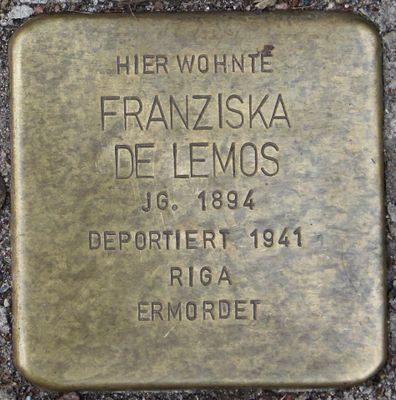 HIER WOHNTE
FRANZISKA
DE LEMOS
JG. 1894
DEPORTIERT 1941
RIGA
ERMORDET